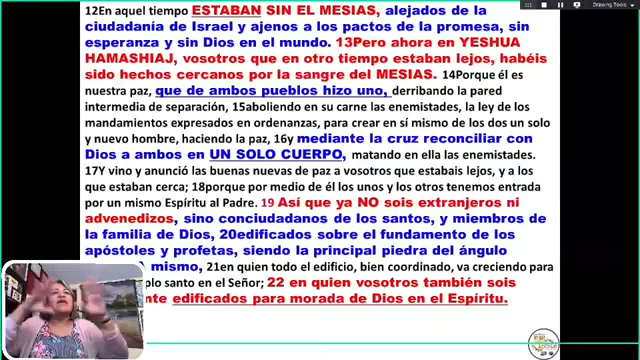 Drawing Tools
12En aquel tiempo ESTABAN SIN EL MESIAS, alejados de la
ciudadanía de Israel y ajenos a los pactos de la promesa, sin
esperanza y sin Dios en el mundo. 13Pero ahora en YESHUA
HAMASHIAJ, vosotros que en otro tiempo estaban lejos, habéis
sido hechos cercanos por la sangre del MESIAS. 14Porque él es
nuestra paz, que de ambos pueblos hizo uno, derribando la pared
intermedia de separación, 15aboliendo en su carne las enemistades, la ley de los
mandamientos expresados en ordenanzas, para crear en sí mismo de los dos un solo
y nuevo hombre, haciendo la paz, 16y mediante la cruz reconciliar con
Dios a ambos en UN SOLO CUERPO, matando en ella las enemistades.
17Y vino y anunció las buenas nuevas de paz a vosotros que estabais lejos, y a los
que estaban cerca; 18porque por medio de él los unos y los otros tenemos entrada
por un mismo Espíritu al Padre. 19 Así que ya NO sois extranjeros ni
advenedizos, sino conciudadanos de los santos, y miembros de
la familia de Dios, 20edificados sobre el fundamento de los
apóstoles y profetas, siendo la principal piedra del ángulo
mismo, 21en quien todo el edificio, bien coordinado, va creciendo para
plo santo en el Señor; 22 en quien vosotros también sois
nte edificados para morada de Dios en el Espíritu.